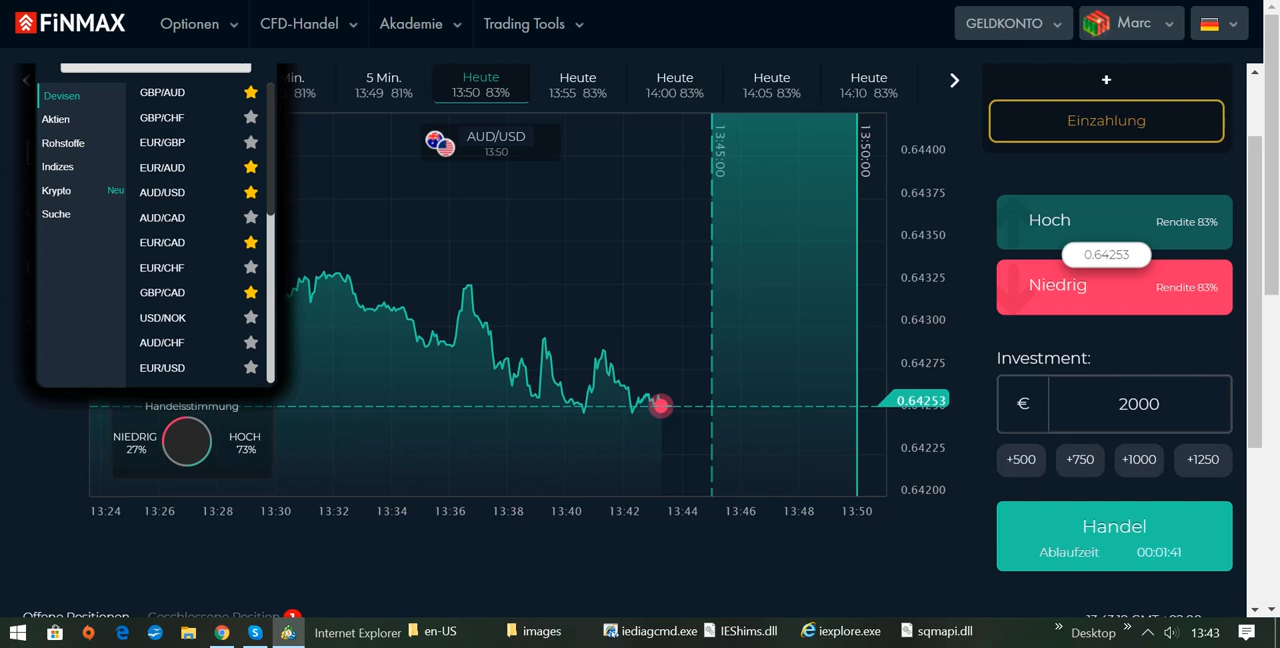 FiNMAX
Optionen
CFD-Handel
Akademie
Trading Tools
GELDKONTO
Marc
Min.
81%
5 Min.
13:49 81%
Heute
13:50 83%
Heute
13:55 83%
Heute
14:00 83%
Heute
14:05 83%
Heute
14:10 83%
Devisen
Aktien
Rohstoffe
Indizes
Krypto Neu
Suche
GBP/AUD
GBP/CHF
EUR/GBP
EUR/AUD
AUD/USD
AUD/CAD
EUR/CAD
EUR/CHF
GBP/CAD
USD/NOK
AUD/CHF
EUR/USD
AUD/USD
13:50
13:45:00
13:50:00
0.64400
0.64375
0.64350
0.64325
0.64300
0.64275
0.64253
0.64225
0.64200
Handelsstimmung
NIEDRIG
27%
HOCH
73%
13:24 13:26 13:28 13:30 13:32 13:34 13:36 13:38 13:40 13:42 13:44 13:46 13:48 13:50
+
Einzahlung
Hoch Rendite 83%
0.64253
Niedrig Rendite 83%
Investment:
€ 2000
+500 +750 +1000 +1250
Handel
Ablaufzeit 00:01:41
Offene Positionen
Geschlossene Position
1
Internet Explorer
en-US
images
iediagcmd.exe
IEShims.dll
iexplore.exe
sqmapi.dll
»
Desktop
»
13:43